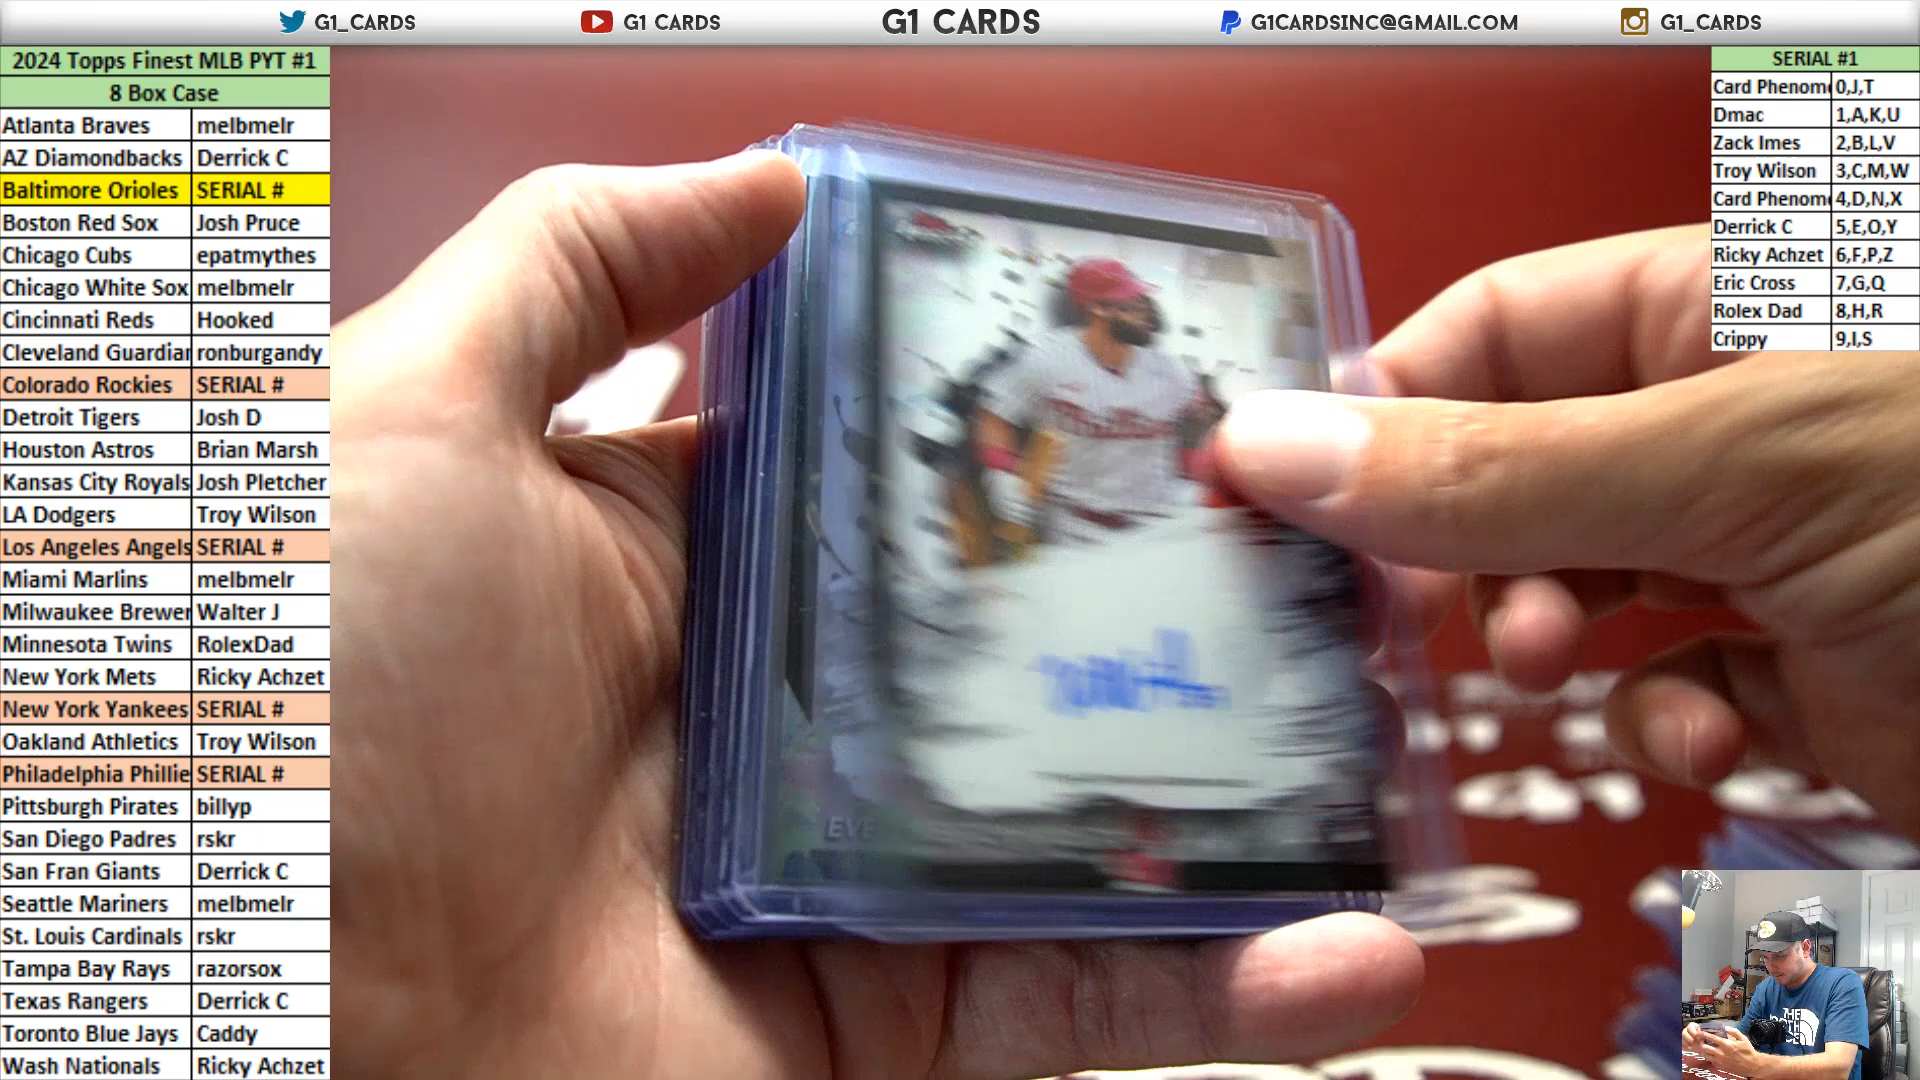 G1_CARDS G1 CARDS G1 CARDS G1CARDSINC@GMAIL.COM G1_CARDS
2024 Topps Finest MLB PYT #1
8 Box Case
Atlanta Braves melbmelr
AZ Diamondbacks Derrick C
Baltimore Orioles SERIAL #
Boston Red Sox Josh Pruce
Chicago Cubs epatmythes
Chicago White Sox melbmelr
Cincinnati Reds Hooked
Cleveland Guardian ronburgandy
Colorado Rockies SERIAL #
Detroit Tigers Josh D
Houston Astros Brian Marsh
Kansas City Royals Josh Pletcher
LA Dodgers Troy Wilson
Los Angeles Angels SERIAL #
Miami Marlins melbmelr
Milwaukee Brewer Walter J
Minnesota Twins RolexDad
New York Mets Ricky Achzet
New York Yankees SERIAL #
Oakland Athletics Troy Wilson
Philadelphia Phillie SERIAL #
Pittsburgh Pirates billyp
San Diego Padres rskr
San Fran Giants Derrick C
Seattle Mariners melbmelr
St. Louis Cardinals rskr
Tampa Bay Rays razorsox
Texas Rangers Derrick C
Toronto Blue Jays Caddy
Wash Nationals Ricky Achzet
SERIAL #1
Card Phenom 0,J,T
Dmac 1,A,K,U
Zack Imes 2,B,L,V
Troy Wilson 3,C,M,W
Card Phenom 4,D,N,X
Derrick C 5,E,O,Y
Ricky Achzet 6,F,P,Z
Eric Cross 7,G,Q
Rolex Dad 8,H,R
Crippy 9,I,S
EVE
THE